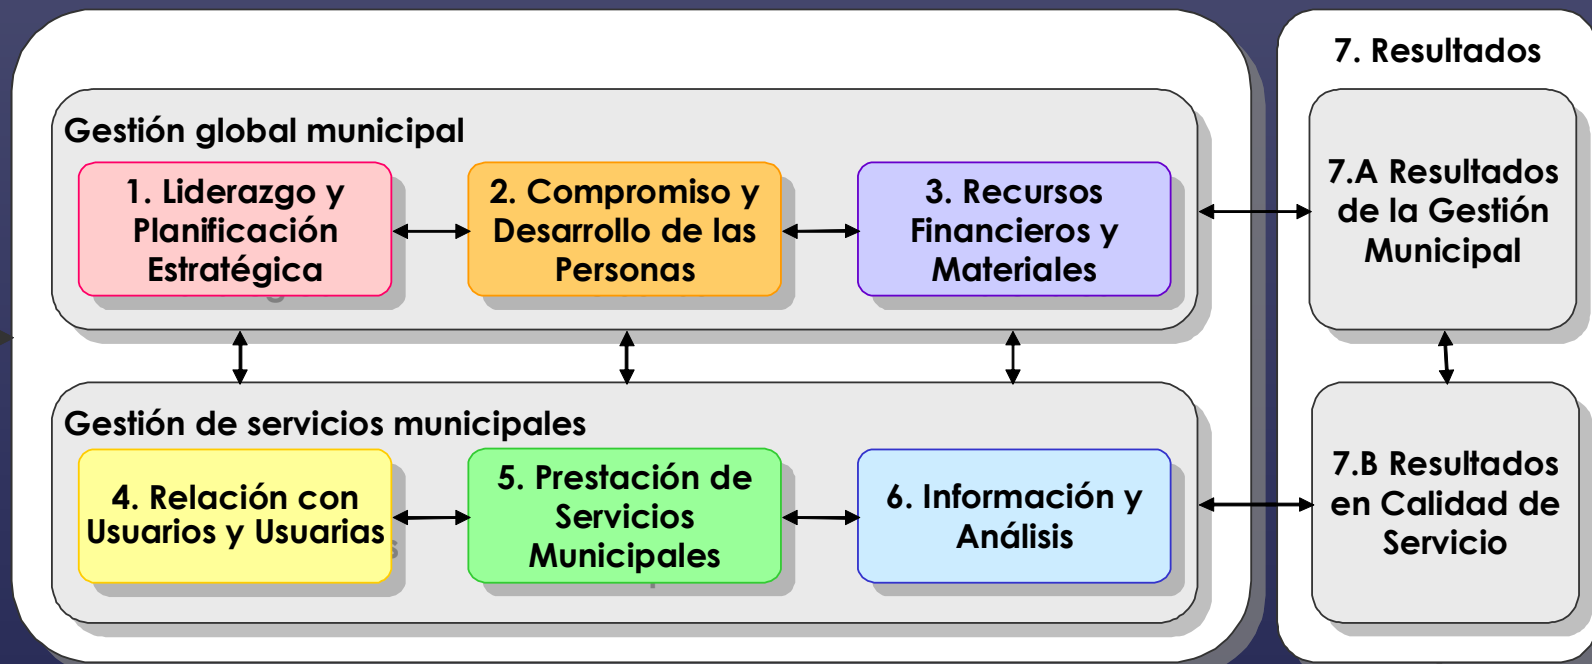 7. Resultados
Gestión global municipal
1. Liderazgo y
Planificación
Estratégica
2. Compromiso y
Desarrollo de las
Personas
3. Recursos
Financieros y
Materiales
7.A Resultados
de la Gestión
Municipal
Gestión de servicios municipales
4. Relación con
Usuarios y Usuarias
5. Prestación de
Servicios
Municipales
6. Información y
Análisis
7.B Resultados
en Calidad de
Servicio